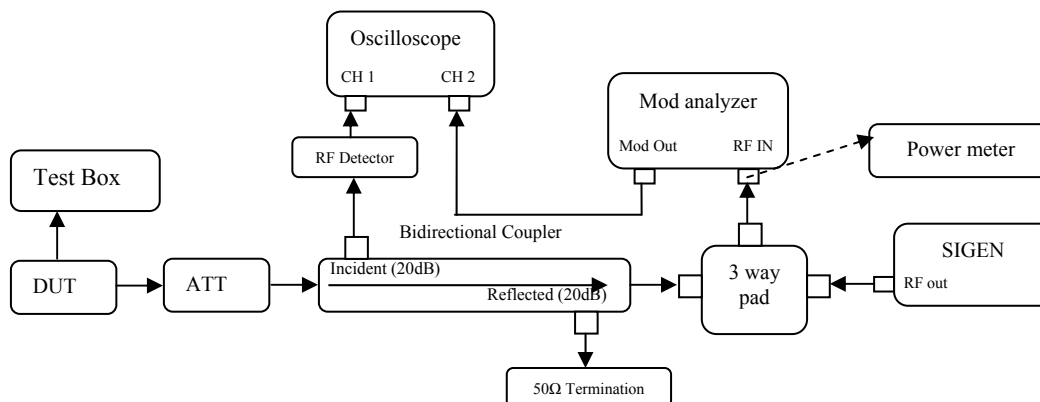 Oscilloscope
CH 1
CH 2
Mod analyzer
Mod Out
RF IN
Power meter
RF Detector
Test Box
Bidirectional Coupler
DUT
ATT
Incident (20dB)
Reflected (20dB)
3 way
pad
SIGEN
RF out
50Ω Termination